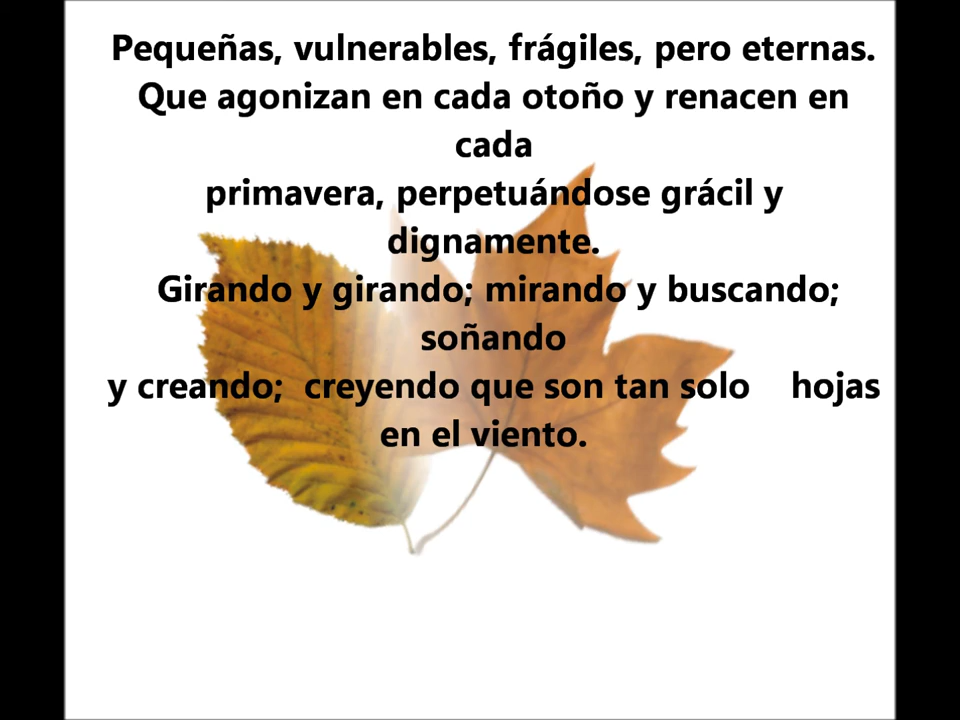 Pequeñas, vulnerables, frágiles, pero eternas.
Que agonizan en cada otoño y renacen en
cada
primavera, perpetuándose grácil y
dignamente.
Girando y girando; mirando y buscando;
soñando
y creando;  creyendo que son tan solo    hojas
en el viento.